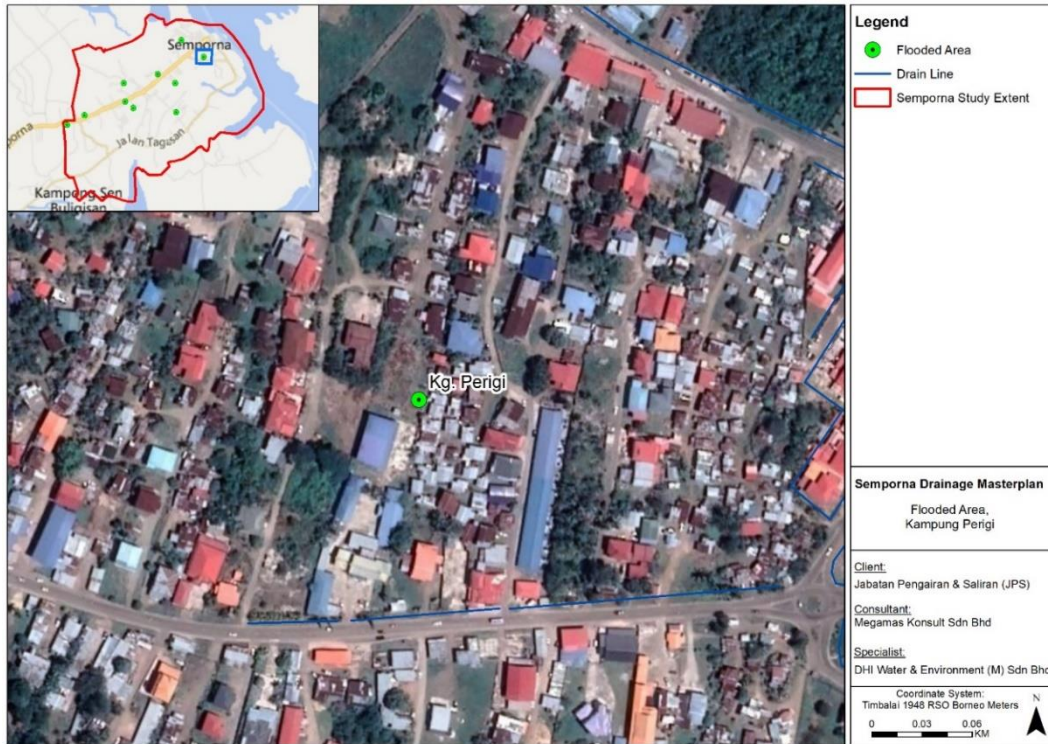 Semporna
porna
Jalan Tagasan
Kampong Sen
Buligisan
Kg. Perigi
Legend
Flooded Area
Drain Line
Semporna Study Extent
Semporna Drainage Masterplan
Flooded Area,
Kampung Perigi
Client:
Jabatan Pengairan & Saliran (JPS)
Consultant:
Megamas Konsult Sdn Bhd
Specialist:
DHI Water & Environment (M) Sdn Bhd
Coordinate System:
Timbalai 1948 RSO Borneo Meters
N
0 0.03 0.06
KM